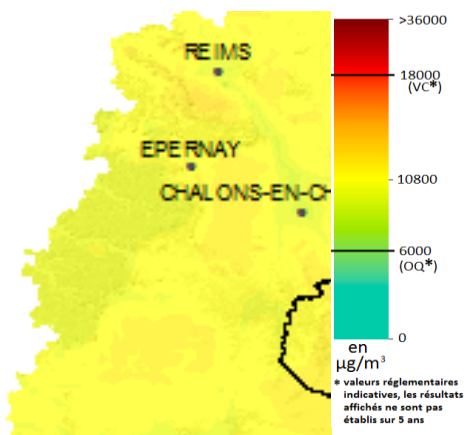 REIMS
EPERNAY
CHALONS-EN-CH
>36000
18000
(VC*)
10800
6000
(OQ*)
0
en
µg/m³
* valeurs réglementaires
indicatives, les résultats
affichés ne sont pas
établis sur 5 ans